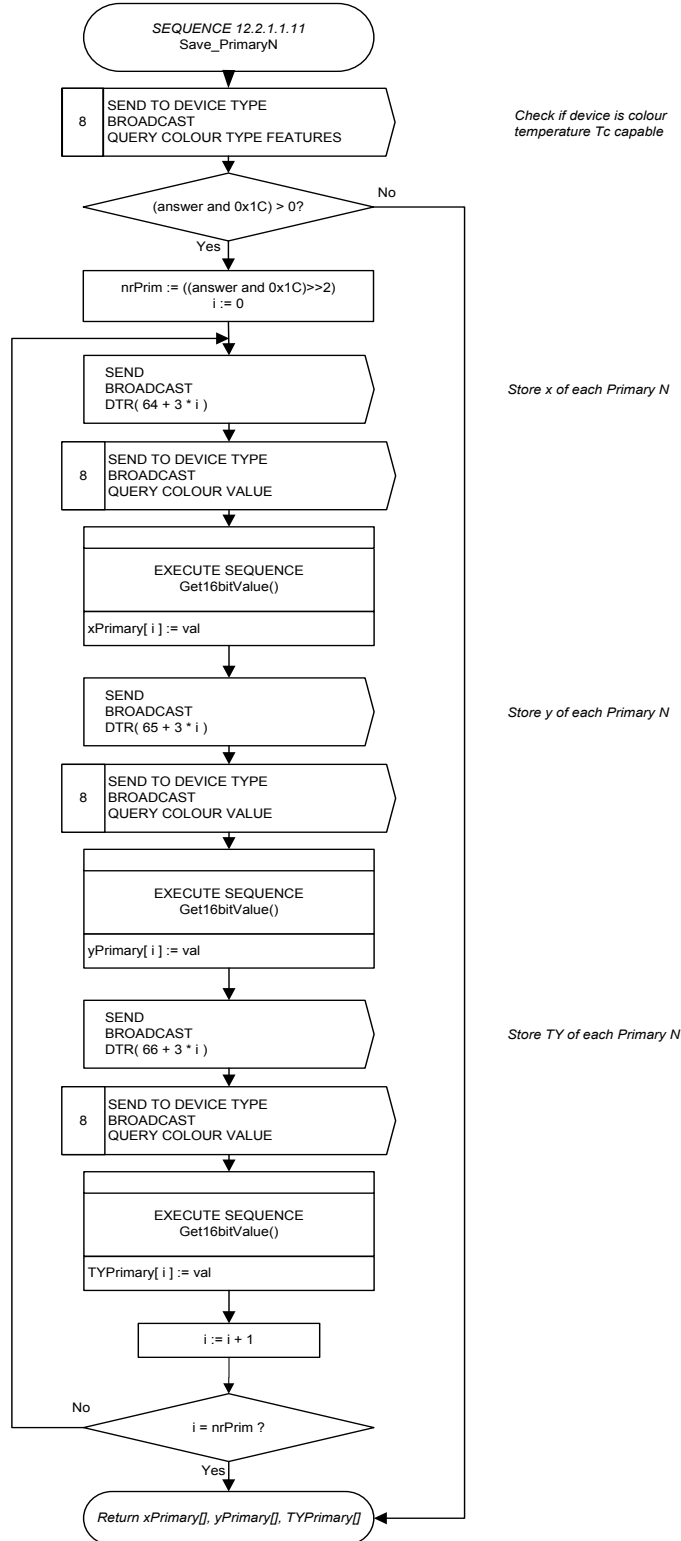 SEQUENCE 12.2.1.1.11
Save_PrimaryN
8
SEND TO DEVICE TYPE
BROADCAST
QUERY COLOUR TYPE FEATURES
Check if device is colour
temperature Tc capable
(answer and 0x1C) > 0?
No
Yes
nrPrim := ((answer and 0x1C)>>2)
i := 0
SEND
BROADCAST
DTR( 64 + 3 * i )
Store x of each Primary N
8
SEND TO DEVICE TYPE
BROADCAST
QUERY COLOUR VALUE
EXECUTE SEQUENCE
Get16bitValue()
xPrimary[ i ] := val
SEND
BROADCAST
DTR( 65 + 3 * i )
Store y of each Primary N
8
SEND TO DEVICE TYPE
BROADCAST
QUERY COLOUR VALUE
EXECUTE SEQUENCE
Get16bitValue()
yPrimary[ i ] := val
SEND
BROADCAST
DTR( 66 + 3 * i )
Store TY of each Primary N
8
SEND TO DEVICE TYPE
BROADCAST
QUERY COLOUR VALUE
EXECUTE SEQUENCE
Get16bitValue()
TYPrimary[ i ] := val
i := i + 1
No
i = nrPrim ?
Yes
Return xPrimary[], yPrimary[], TYPrimary[]